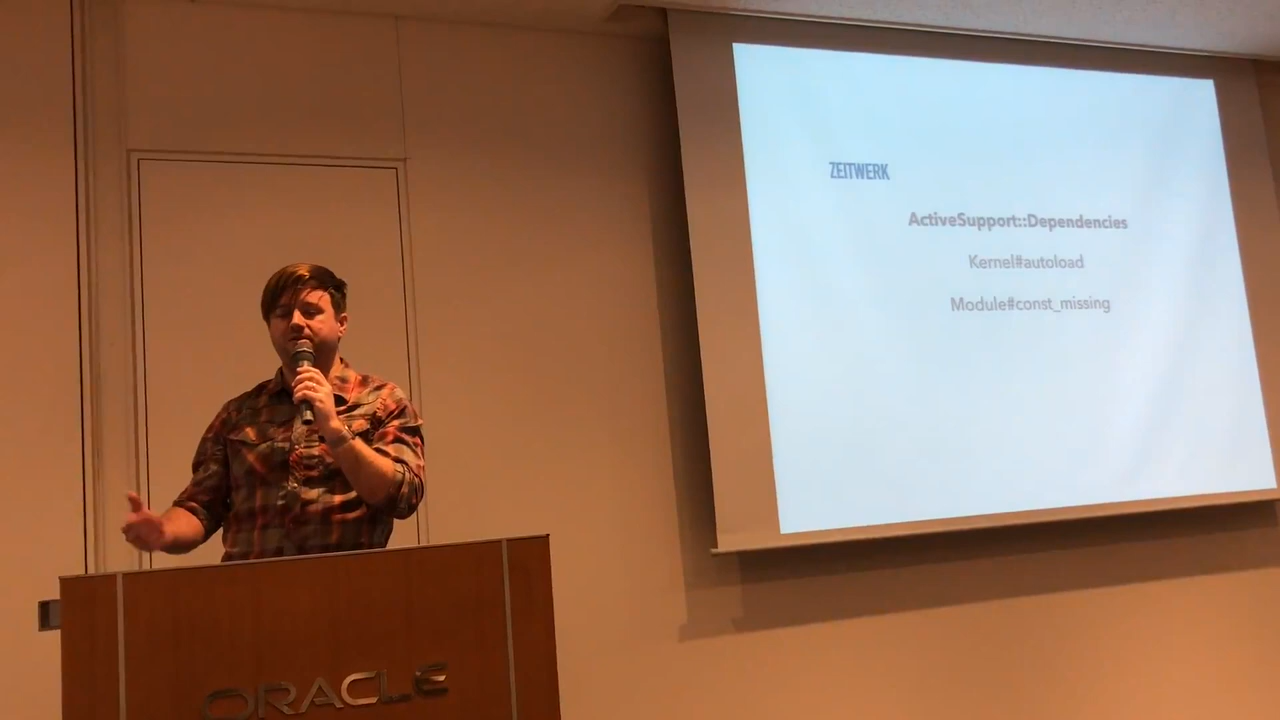 ZEITWERK
ActiveSupport::Dependencies
Kernel#autoload
Module#const_missing
ORACLE